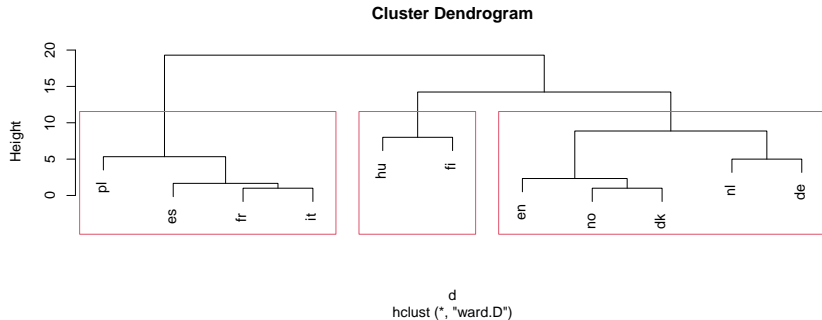 Cluster Dendrogram
Height
20
15
10
5
0
pl
es
fr
it
hu
fi
en
no
dk
nl
de
d
hclust (*, "ward.D")